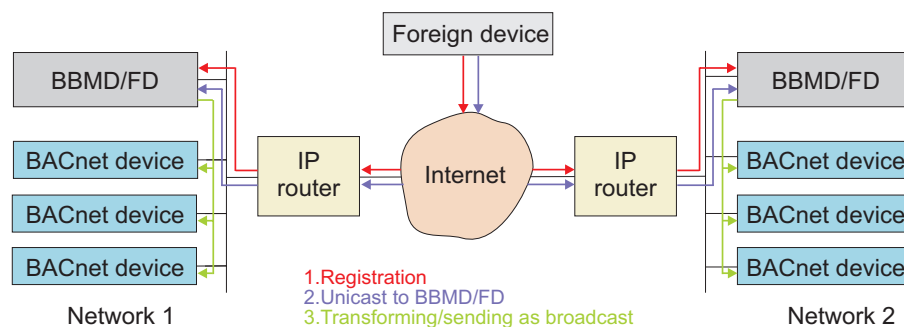 Foreign device
BBMD/FD
BBMD/FD
BACnet device
IP
router
Internet
IP
router
BACnet device
BACnet device
BACnet device
BACnet device
BACnet device
1.Registration
2.Unicast to BBMD/FD
3.Transforming/sending as broadcast
Network 1
Network 2